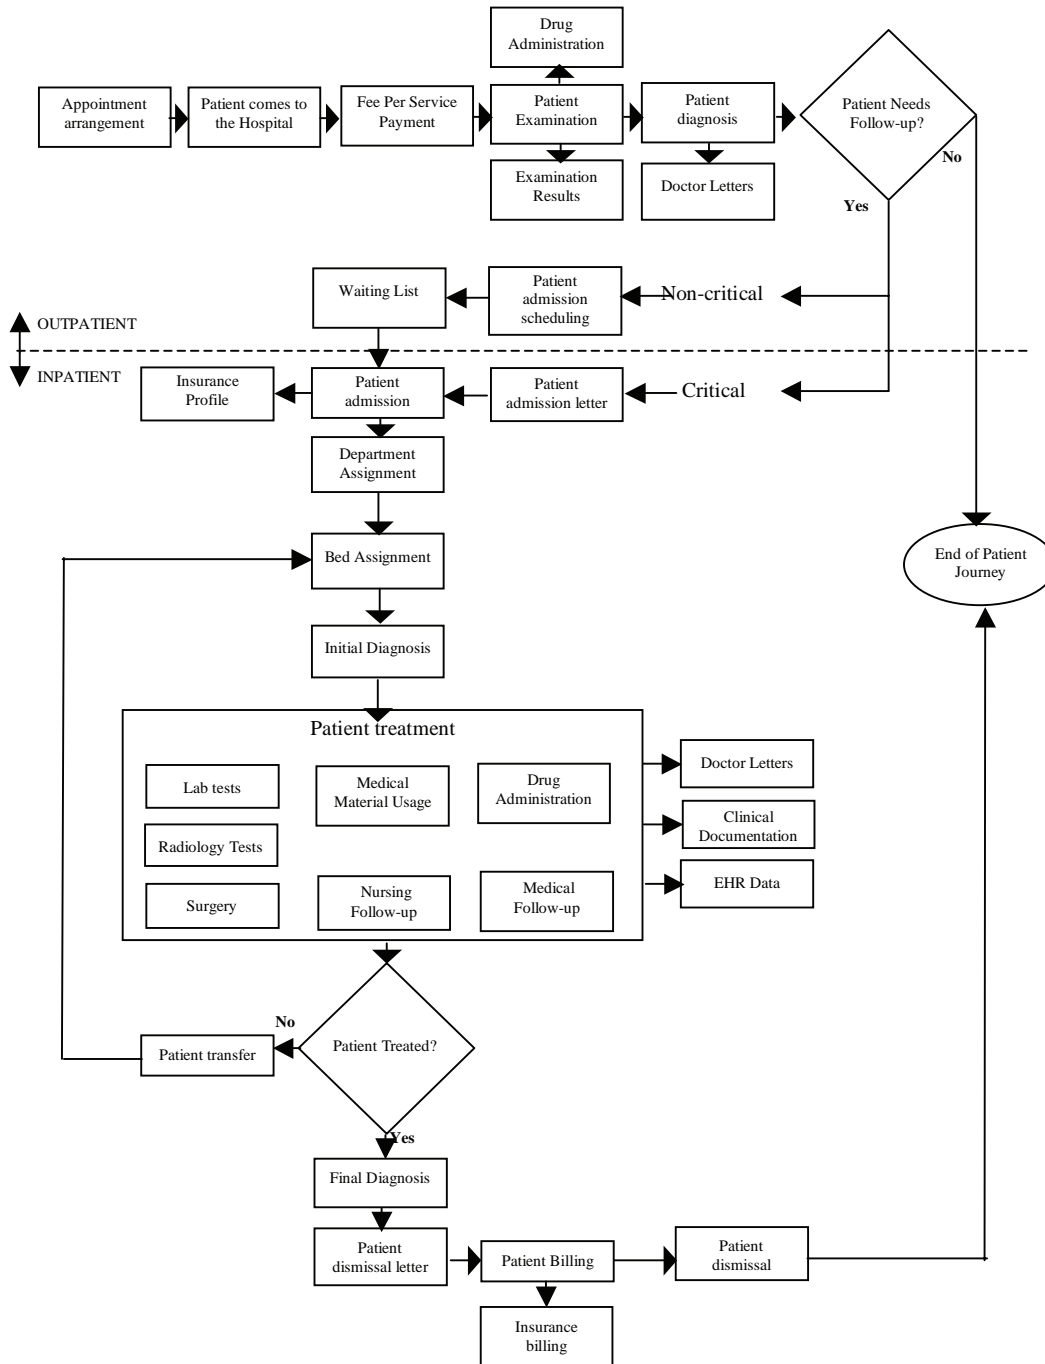 Drug
Administration
Appointment
arrangement
Patient comes to
the Hospital
Fee Per Service
Payment
Patient
Examination
Patient
diagnosis
Patient Needs
Follow-up?
No
Examination
Results
Doctor Letters
Yes
Waiting List
Patient
admission
scheduling
Non-critical
OUTPATIENT
INPATIENT
Insurance
Profile
Patient
admission
Patient
admission letter
Critical
Department
Assignment
Bed Assignment
End of Patient
Journey
Initial Diagnosis
Patient treatment
Lab tests
Medical
Material Usage
Drug
Administration
Doctor Letters
Radiology Tests
Clinical
Documentation
Surgery
Nursing
Follow-up
Medical
Follow-up
EHR Data
No
Patient transfer
Patient Treated?
Yes
Final Diagnosis
Patient
dismissal letter
Patient Billing
Patient
dismissal
Insurance
billing